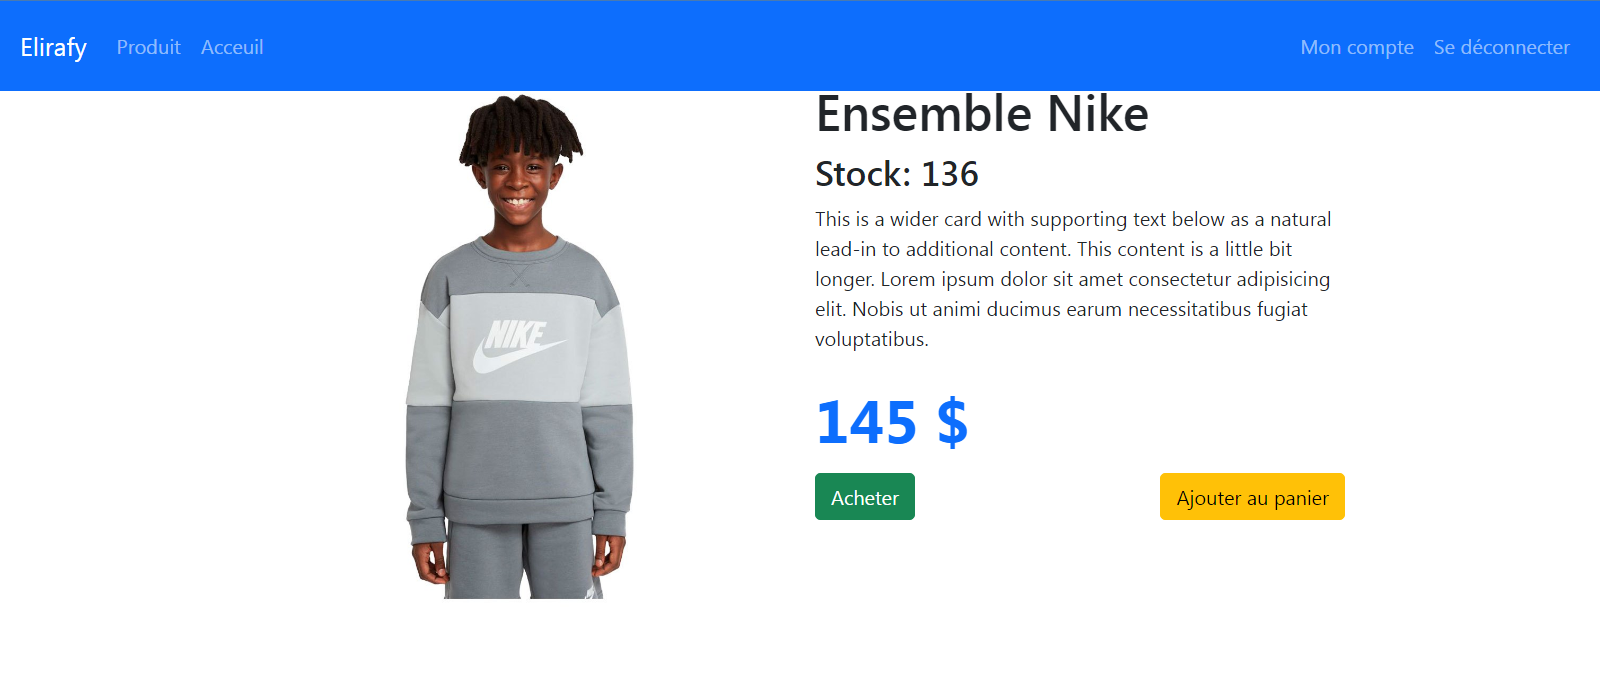 Elirafy Produit Acceuil Mon compte Se déconnecter
Ensemble Nike
Stock: 136
This is a wider card with supporting text below as a natural
lead-in to additional content. This content is a little bit
longer. Lorem ipsum dolor sit amet consectetur adipisicing
elit. Nobis ut animi ducimus earum necessitatibus fugiat
voluptatibus.
NIKE
145 $
Acheter Ajouter au panier